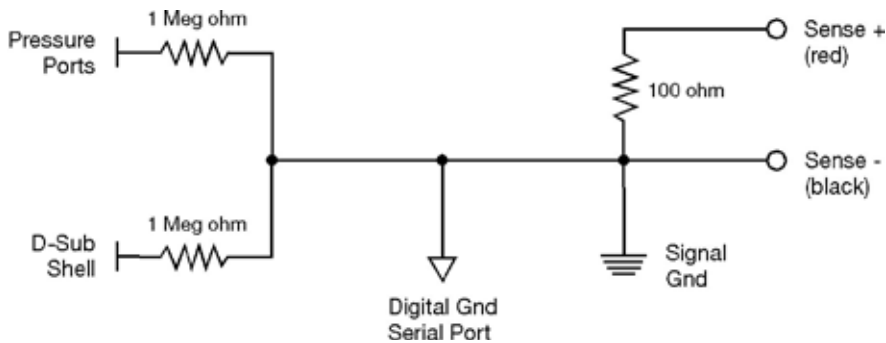 1 Meg ohm
Pressure
Ports
Sense +
(red)
100 ohm
Sense -
(black)
1 Meg ohm
D-Sub
Shell
Signal
Gnd
Digital Gnd
Serial Port